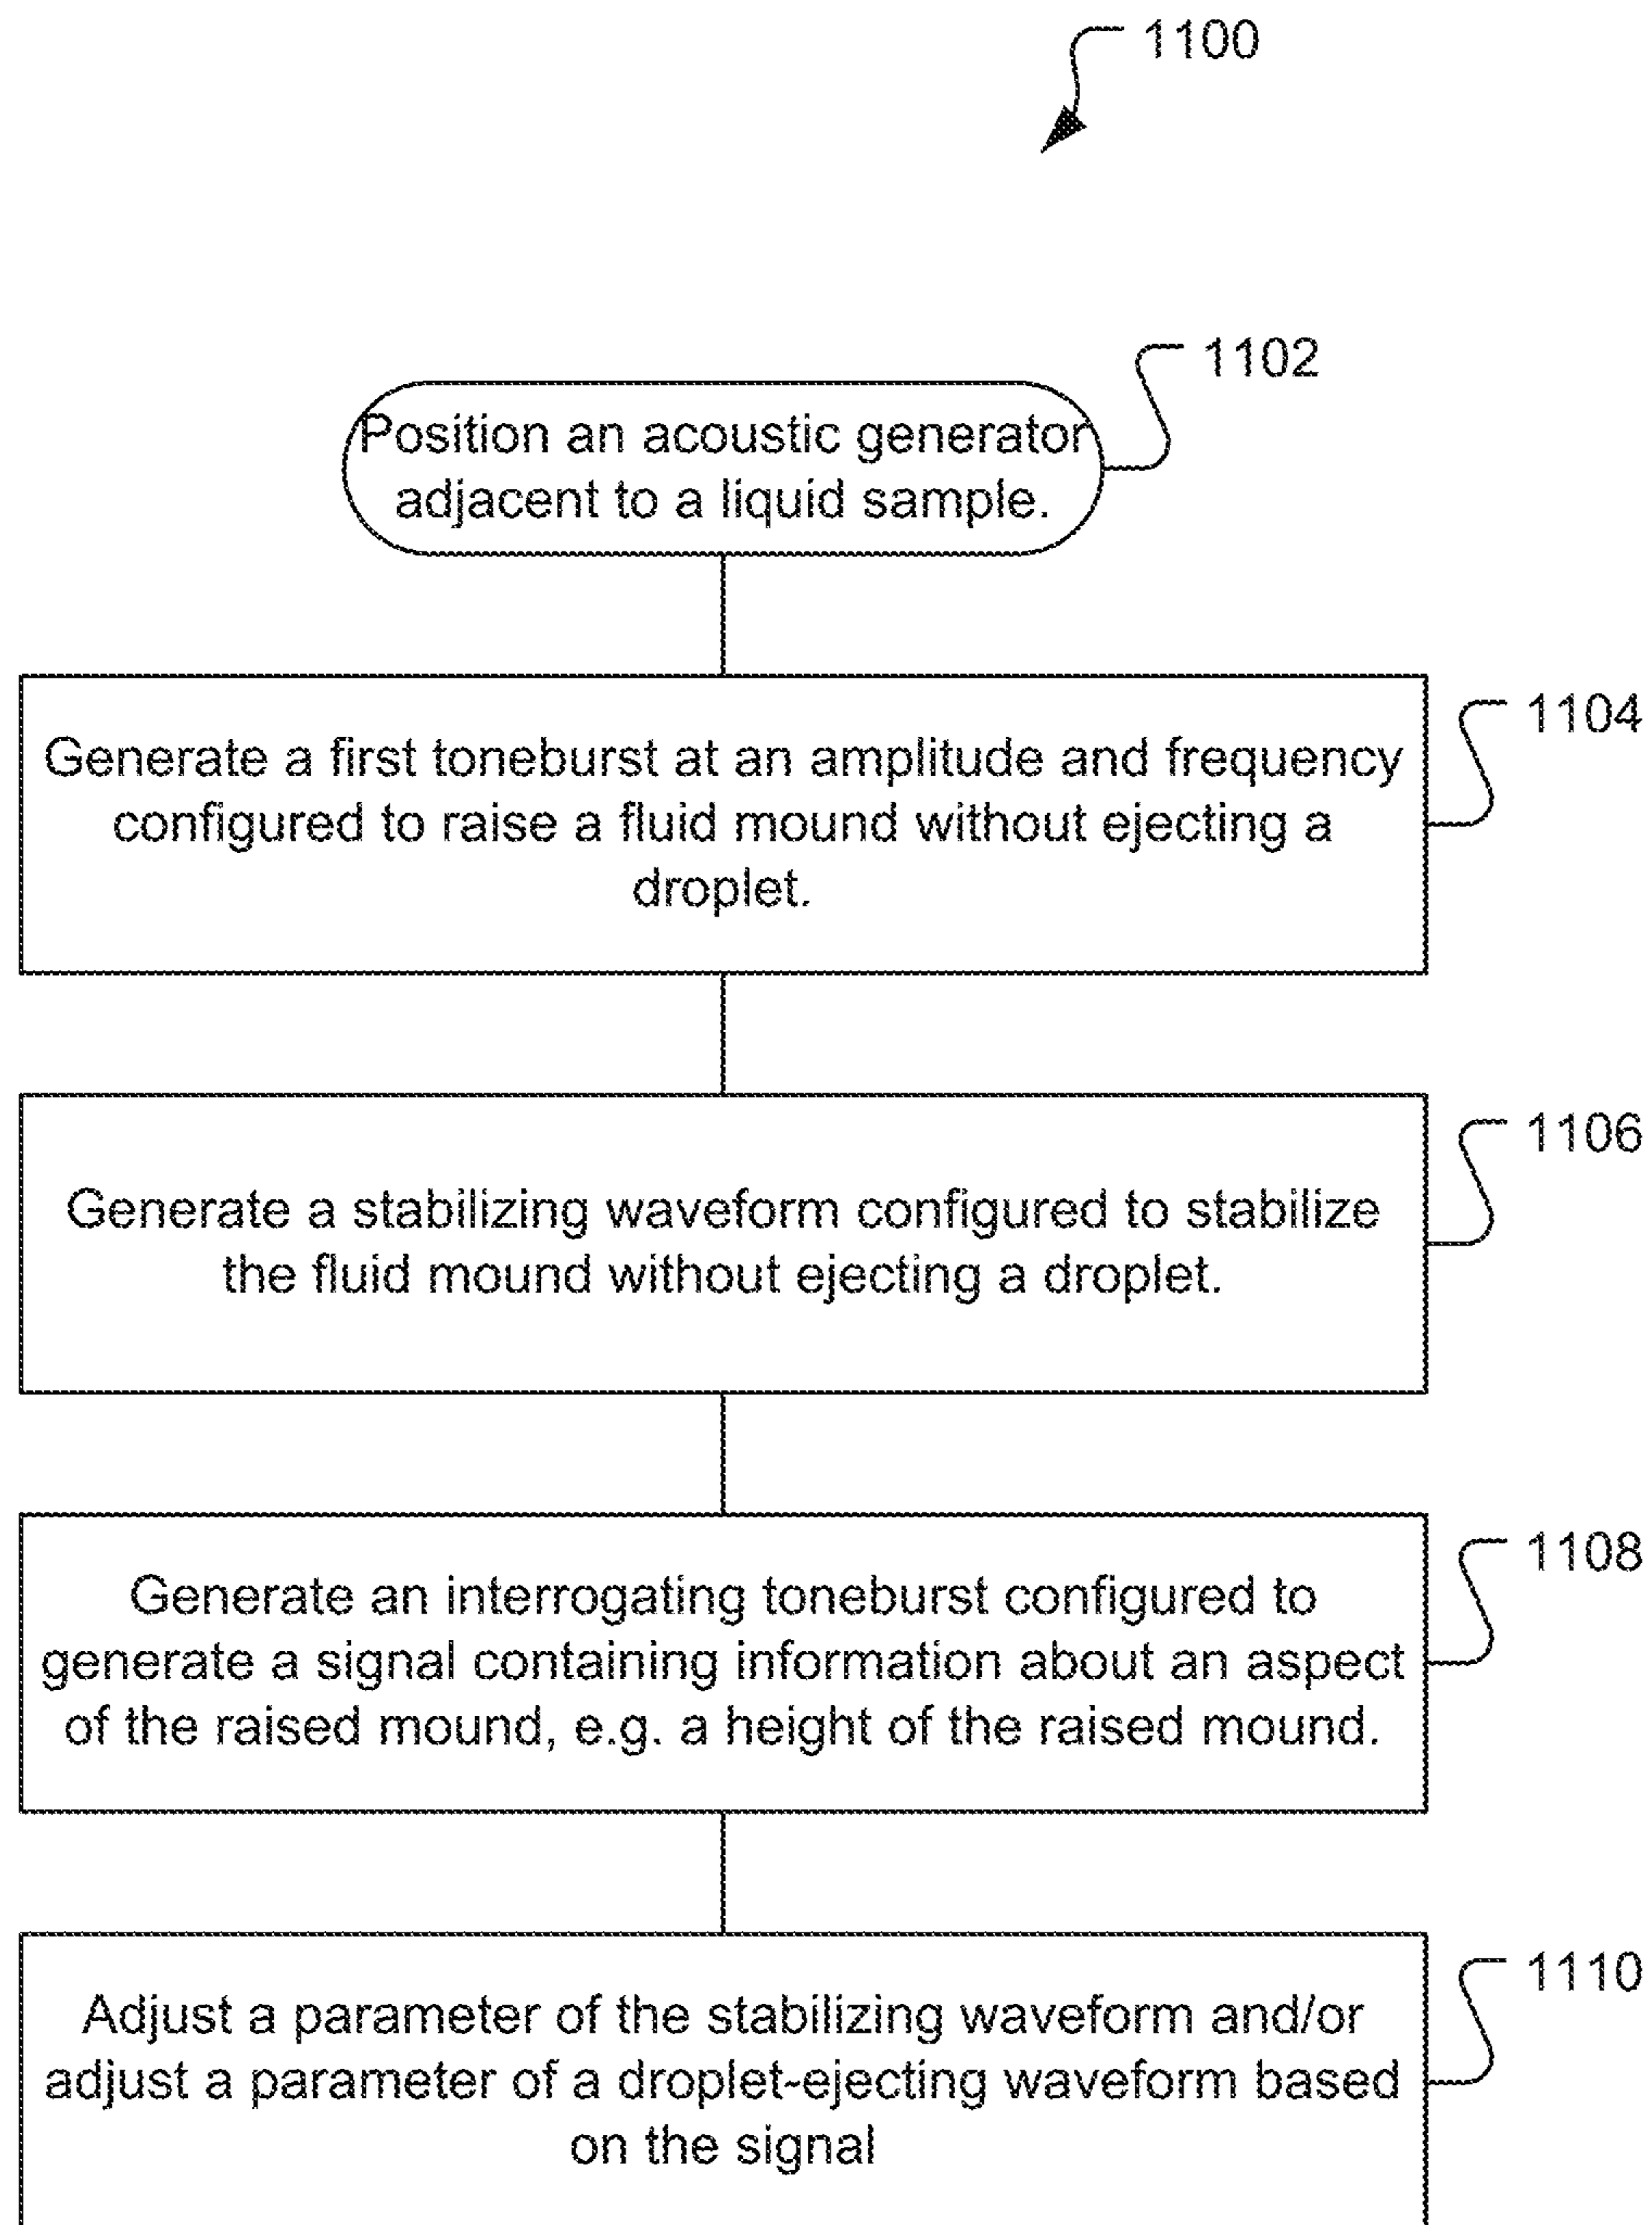 1100
1102
Position an acoustic generator
adjacent to a liquid sample.
1104
Generate a first toneburst at an amplitude and frequency
configured to raise a fluid mound without ejecting a
droplet.
1106
Generate a stabilizing waveform configured to stabilize
the fluid mound without ejecting a droplet.
1108
Generate an interrogating toneburst configured to
generate a signal containing information about an aspect
of the raised mound, e.g. a height of the raised mound.
1110
Adjust a parameter of the stabilizing waveform and/or
adjust a parameter of a droplet-ejecting waveform based
on the signal